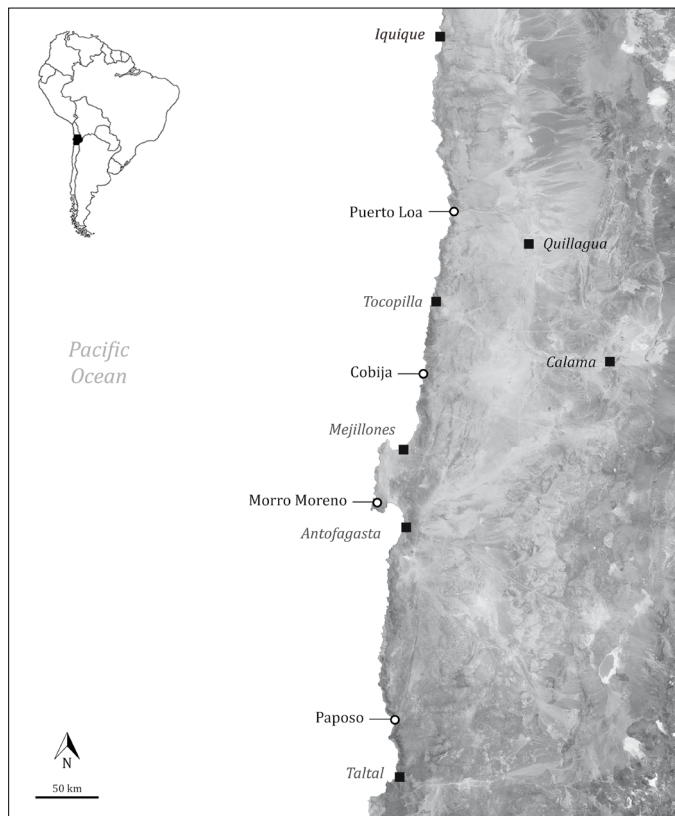 Iquique
Puerto Loa
Quillagua
Tocopilla
Pacific
Ocean
Calama
Cobija
Mejillones
Morro Moreno
Antofagasta
Paposo
N
Taltal
50 km